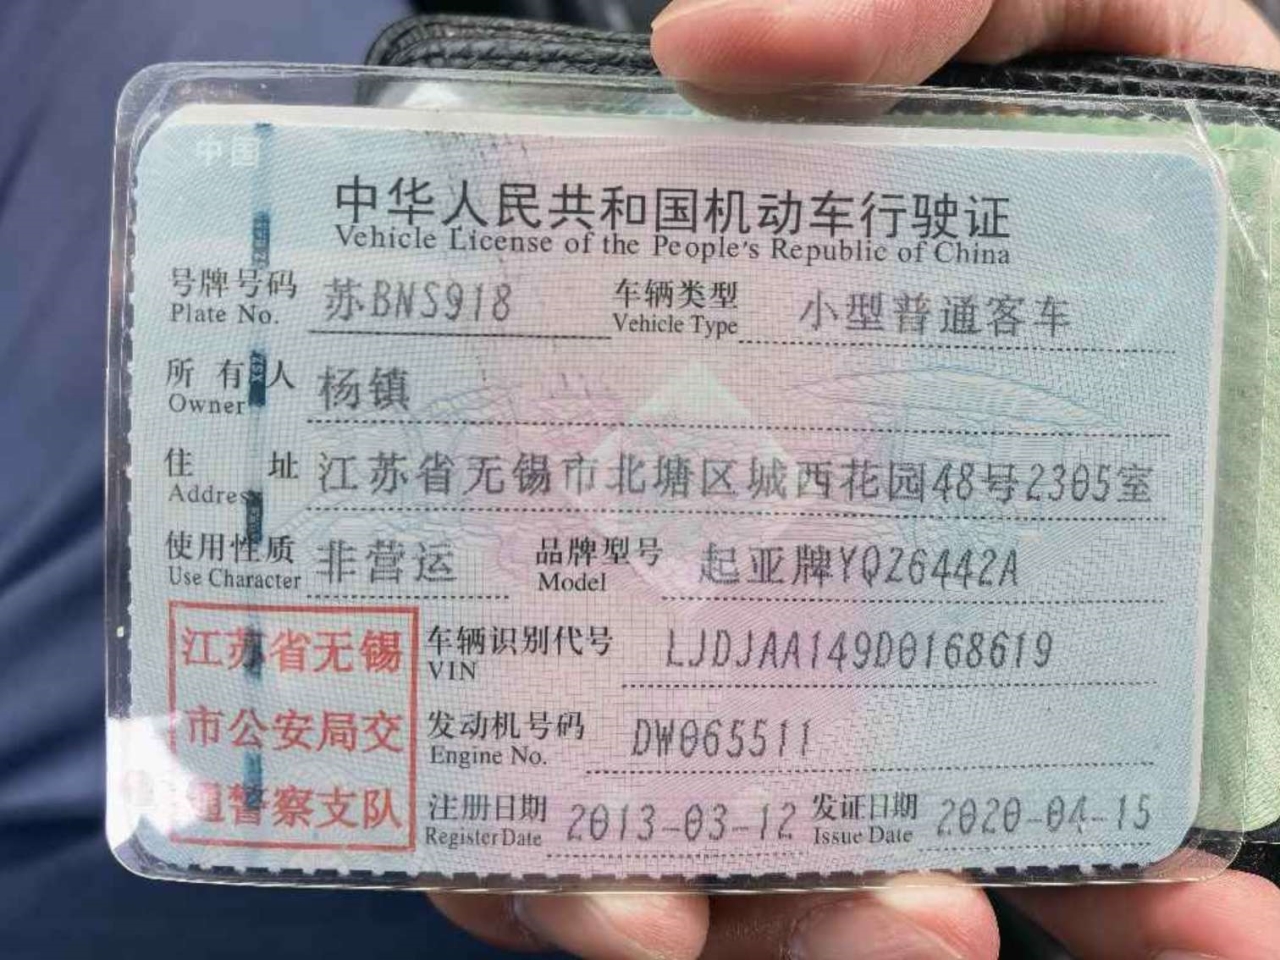 中国
中华人民共和国机动车行驶证
Vehicle License of the People's Republic of China
号牌号码 苏BNS918 车辆类型 小型普通客车
Plate No. Vehicle Type
所有人 杨镇
Owner
住址 江苏省无锡市北塘区城西花园48号2305室
Address
使用性质 非营运 品牌型号 起亚牌YQZ6442A
Use Character Model
江苏省无锡 车辆识别代号 LJDJAA149D0168619
VIN
市公安局交 发动机号码 DW065511
Engine No.
通警察支队 注册日期 2013-03-12 发证日期 2020-04-15
Register Date Issue Date